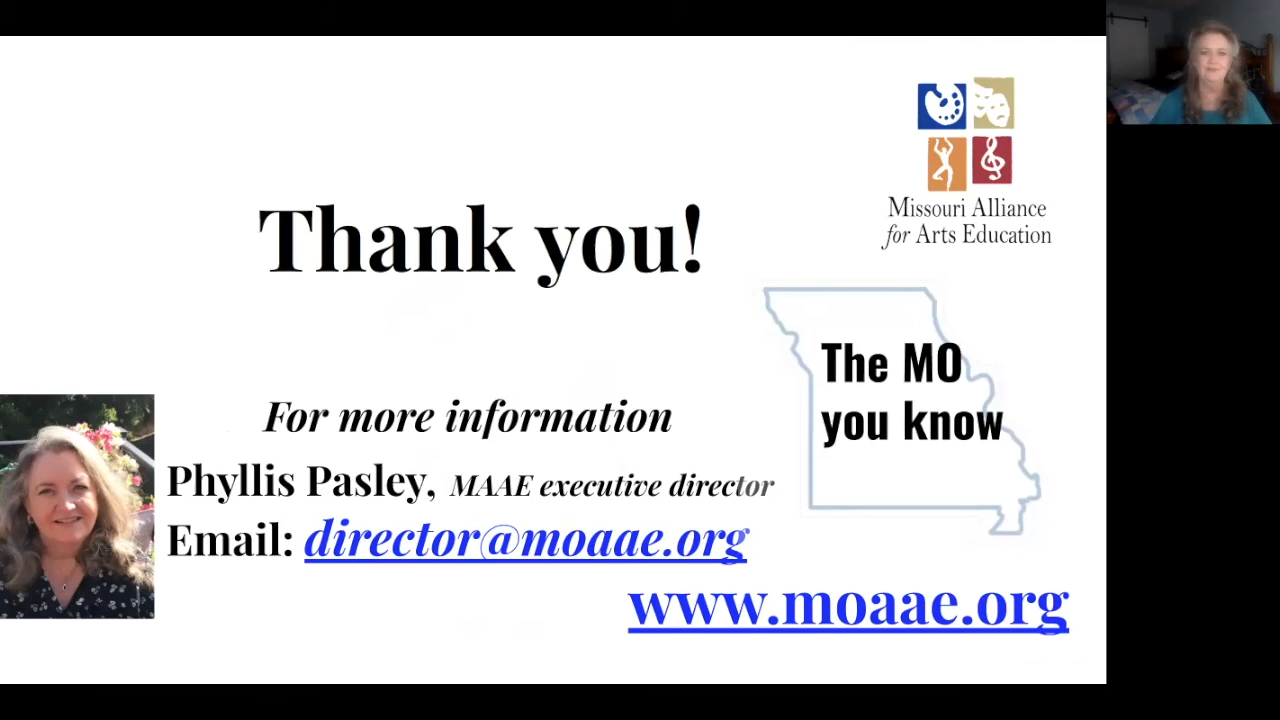 Missouri Alliance
for Arts Education
Thank you!
The MO
you know
For more information
Phyllis Pasley, MAAE executive director
Email: director@moaae.org
www.moaae.org